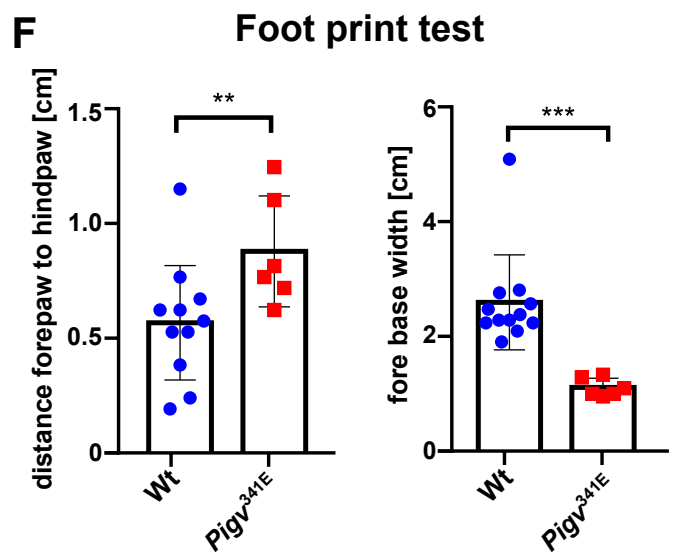 F
Foot print test
distance forepaw to hindpaw [cm]
1.5
1.0
0.5
0
**
Wt
Pigv³⁴¹ᴱ
fore base width [cm]
6
4
2
0
***
Wt
Pigv³⁴¹ᴱ